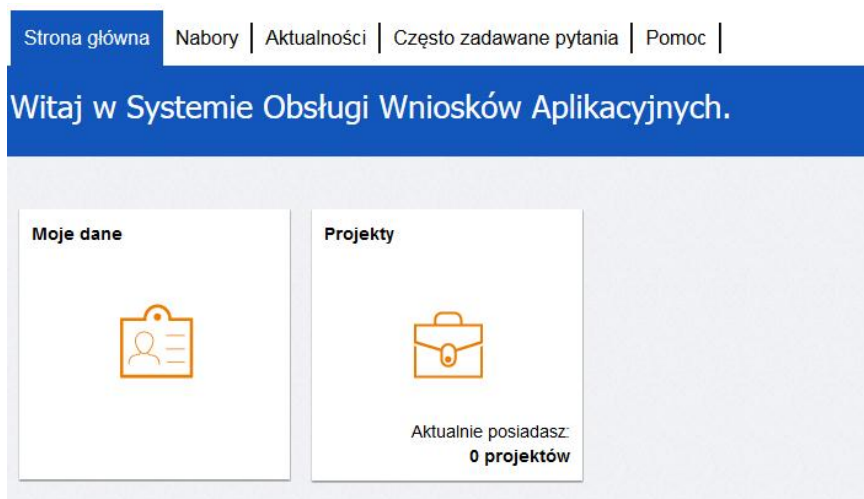 Strona główna Nabory Aktualności Często zadawane pytania Pomoc
Witaj w Systemie Obsługi Wniosków Aplikacyjnych.
Moje dane
Projekty
Aktualnie posiadasz:
0 projektów